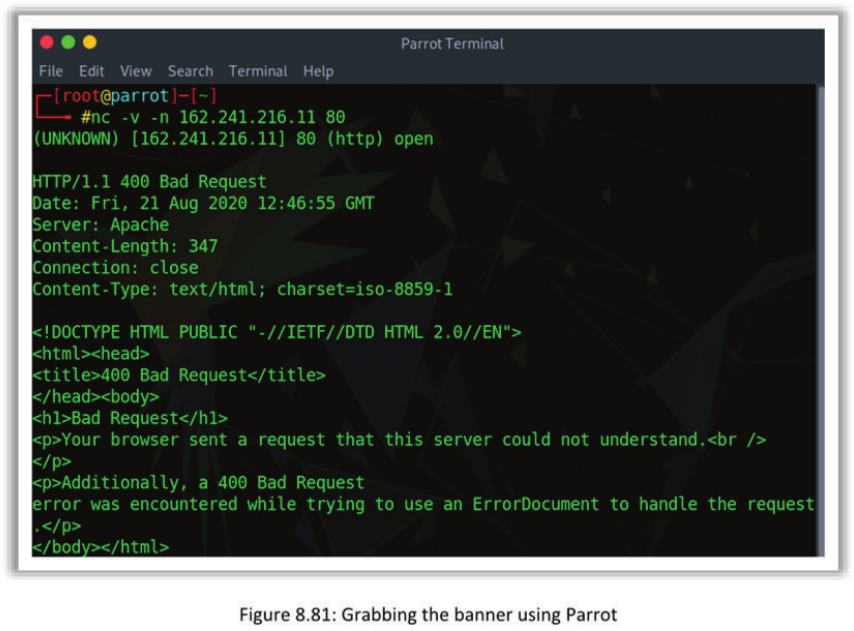 Parrot Terminal
File Edit View Search Terminal Help
┌─[root@parrot]─[~]
└──╼ #nc -v -n 162.241.216.11 80
(UNKNOWN) [162.241.216.11] 80 (http) open
HTTP/1.1 400 Bad Request
Date: Fri, 21 Aug 2020 12:46:55 GMT
Server: Apache
Content-Length: 347
Connection: close
Content-Type: text/html; charset=iso-8859-1
<!DOCTYPE HTML PUBLIC "-//IETF//DTD HTML 2.0//EN">
<html><head>
<title>400 Bad Request</title>
</head><body>
<h1>Bad Request</h1>
<p>Your browser sent a request that this server could not understand.<br />
</p>
<p>Additionally, a 400 Bad Request
error was encountered while trying to use an ErrorDocument to handle the request
.</p>
</body></html>
Figure 8.81: Grabbing the banner using Parrot